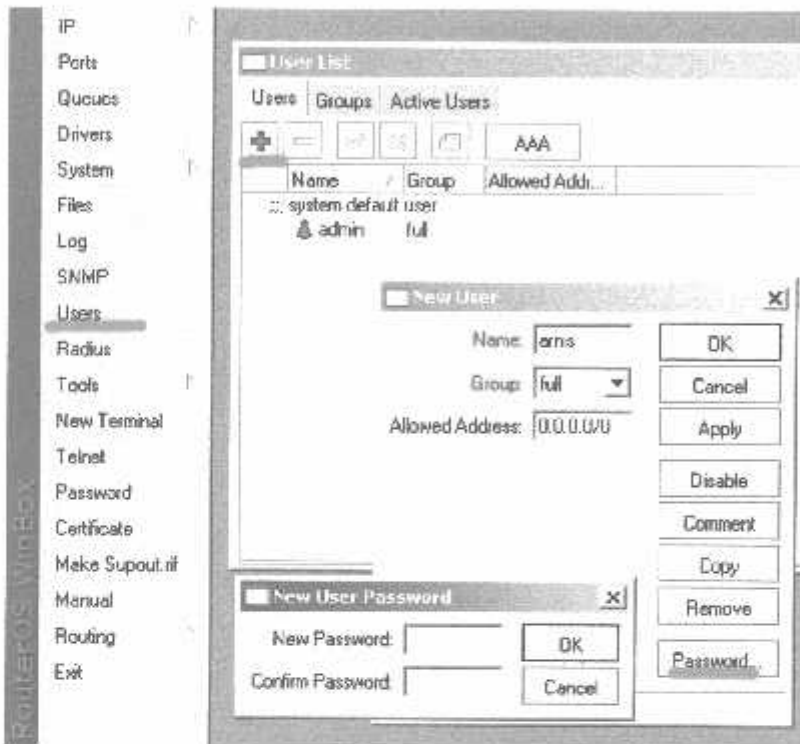 IP
Ports
Queues
Drivers
System
Files
Log
SNMP
Users
Radius
Tools
New Terminal
Telnet
Password
Certificate
Make Supout.rif
Manual
Routing
Exit
RouterOS WinBox
User List
Users Groups Active Users
AAA
Name Group Allowed Addr...
::: system default user
admin full
New User
Name: arnis
Group: full
Allowed Address: 0.0.0.0/0
OK
Cancel
Apply
Disable
Comment
Copy
Remove
Password...
New User Password
New Password:
Confirm Password:
OK
Cancel